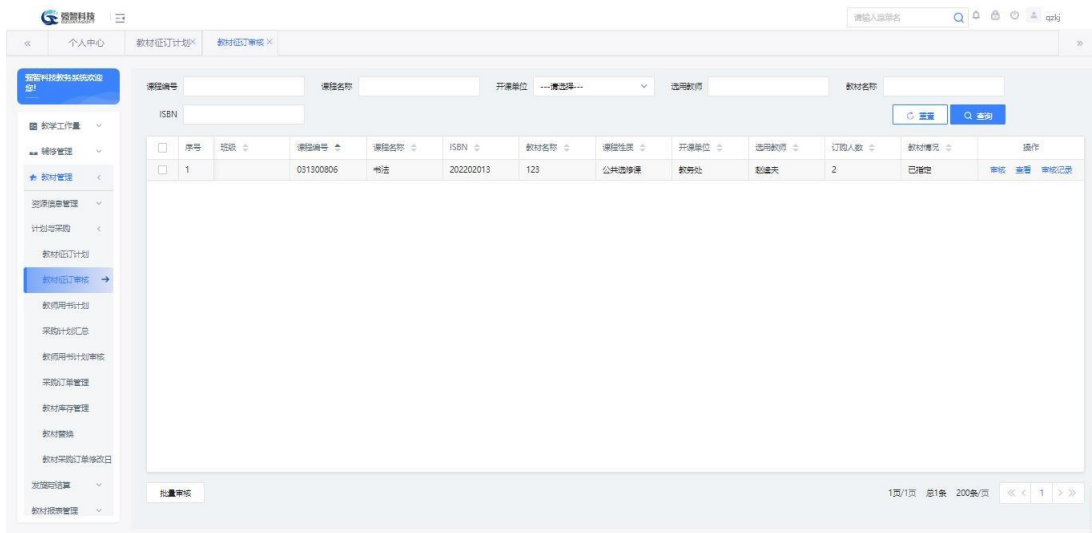 强智科技
请输入菜单名
qzkj
个人中心 教材征订计划 教材征订审核
强智科技教务系统欢迎
您!
教学工作量
辅修管理
教材管理
资源信息管理
计划与采购
教材征订计划
教材征订审核
教师用书计划
采购计划汇总
教师用书计划审核
采购订单管理
教材库存管理
教材替换
教材采购订单修改日
发放与结算
教材报表管理
课程编号 课程名称 开课单位 ---请选择--- 选用教师 教材名称
ISBN 重置 查询
序号 班级 课程编号 课程名称 ISBN 教材名称 课程性质 开课单位 选用教师 订购人数 教材情况 操作
1 031300806 书法 202202013 123 公共选修课 教务处 2 已指定 审核 查看 审核记录
批量审核 1页/1页 总1条 200条/页 1